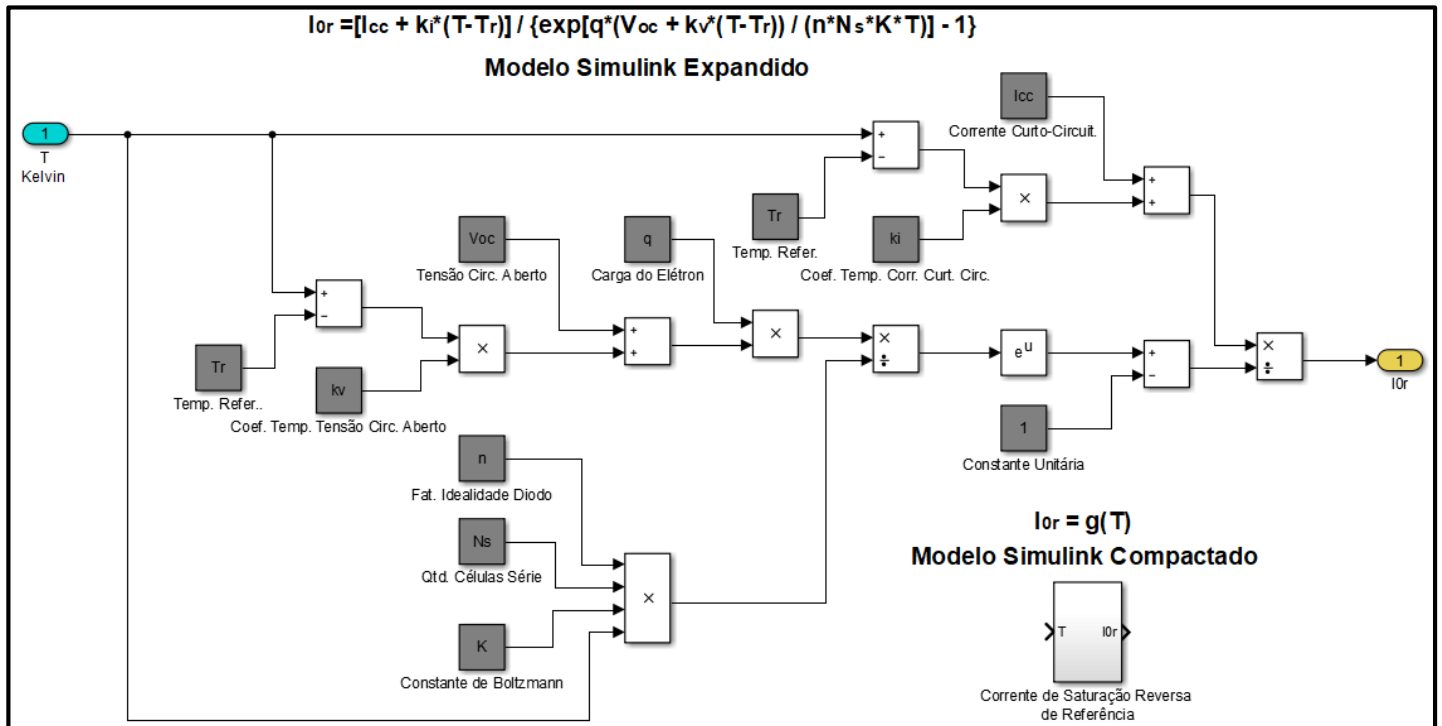 I0r =[Icc + ki*(T-Tr)] / {exp[q*(Voc + kv*(T-Tr)) / (n*Ns*K*T)] - 1}
Modelo Simulink Expandido
Icc
Corrente Curto-Circuit.
1
T
Kelvin
+
−
+
+
×
Tr
Temp. Refer.
ki
Coef. Temp. Corr. Curt. Circ.
Voc
Tensão Circ. Aberto
q
Carga do Elétron
+
−
×
+
+
×
×
÷
e^u
+
−
×
÷
1
I0r
Tr
Temp. Refer..
kv
Coef. Temp. Tensão Circ. Aberto
1
Constante Unitária
n
Fat. Idealidade Diodo
Ns
Qtd. Células Série
×
K
Constante de Boltzmann
I0r = g(T)
Modelo Simulink Compactado
T I0r
Corrente de Saturação Reversa
de Referência